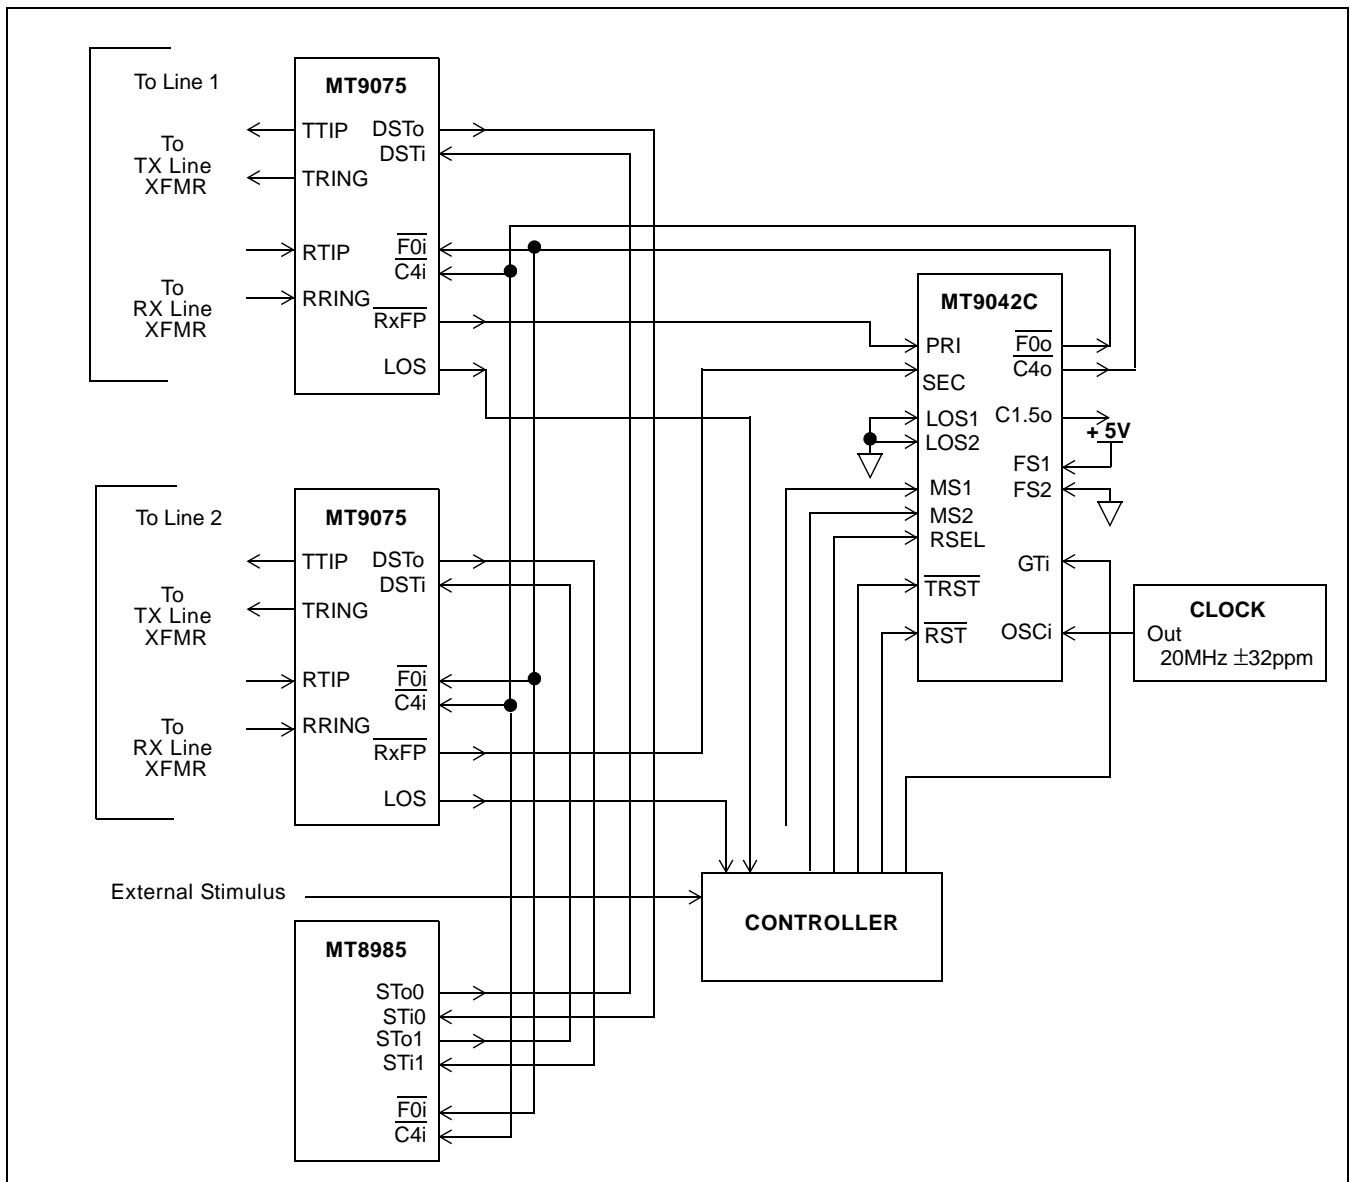 To Line 1
To
TX Line
XFMR
To
RX Line
XFMR
MT9075
TTIP
TRING
RTIP
RRING
DSTo
DSTi
F0i
C4i
RxFP
LOS
To Line 2
To
TX Line
XFMR
To
RX Line
XFMR
MT9075
TTIP
TRING
RTIP
RRING
DSTo
DSTi
F0i
C4i
RxFP
LOS
MT9042C
PRI
SEC
LOS1
LOS2
MS1
MS2
RSEL
TRST
RST
F0o
C4o
C1.5o
+ 5V
FS1
FS2
GTi
OSCi
CLOCK
Out
20MHz ±32ppm
External Stimulus
CONTROLLER
MT8985
STo0
STi0
STo1
STi1
F0i
C4i